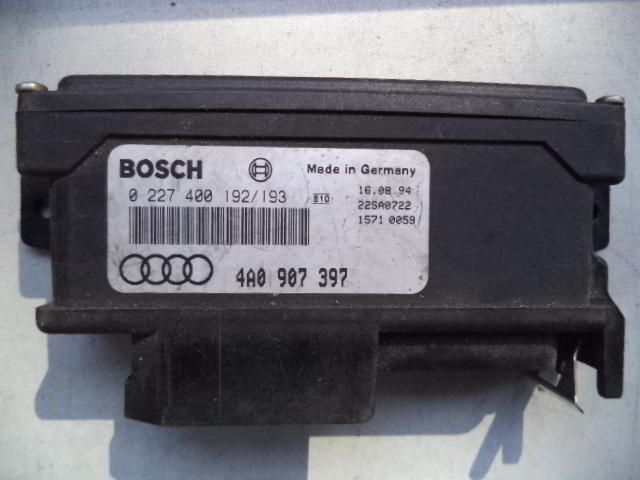 BOSCH
Made in Germany
0 227 400 192/193
810
16.08.94
22SA0722
1571 0059
4A0 907 397